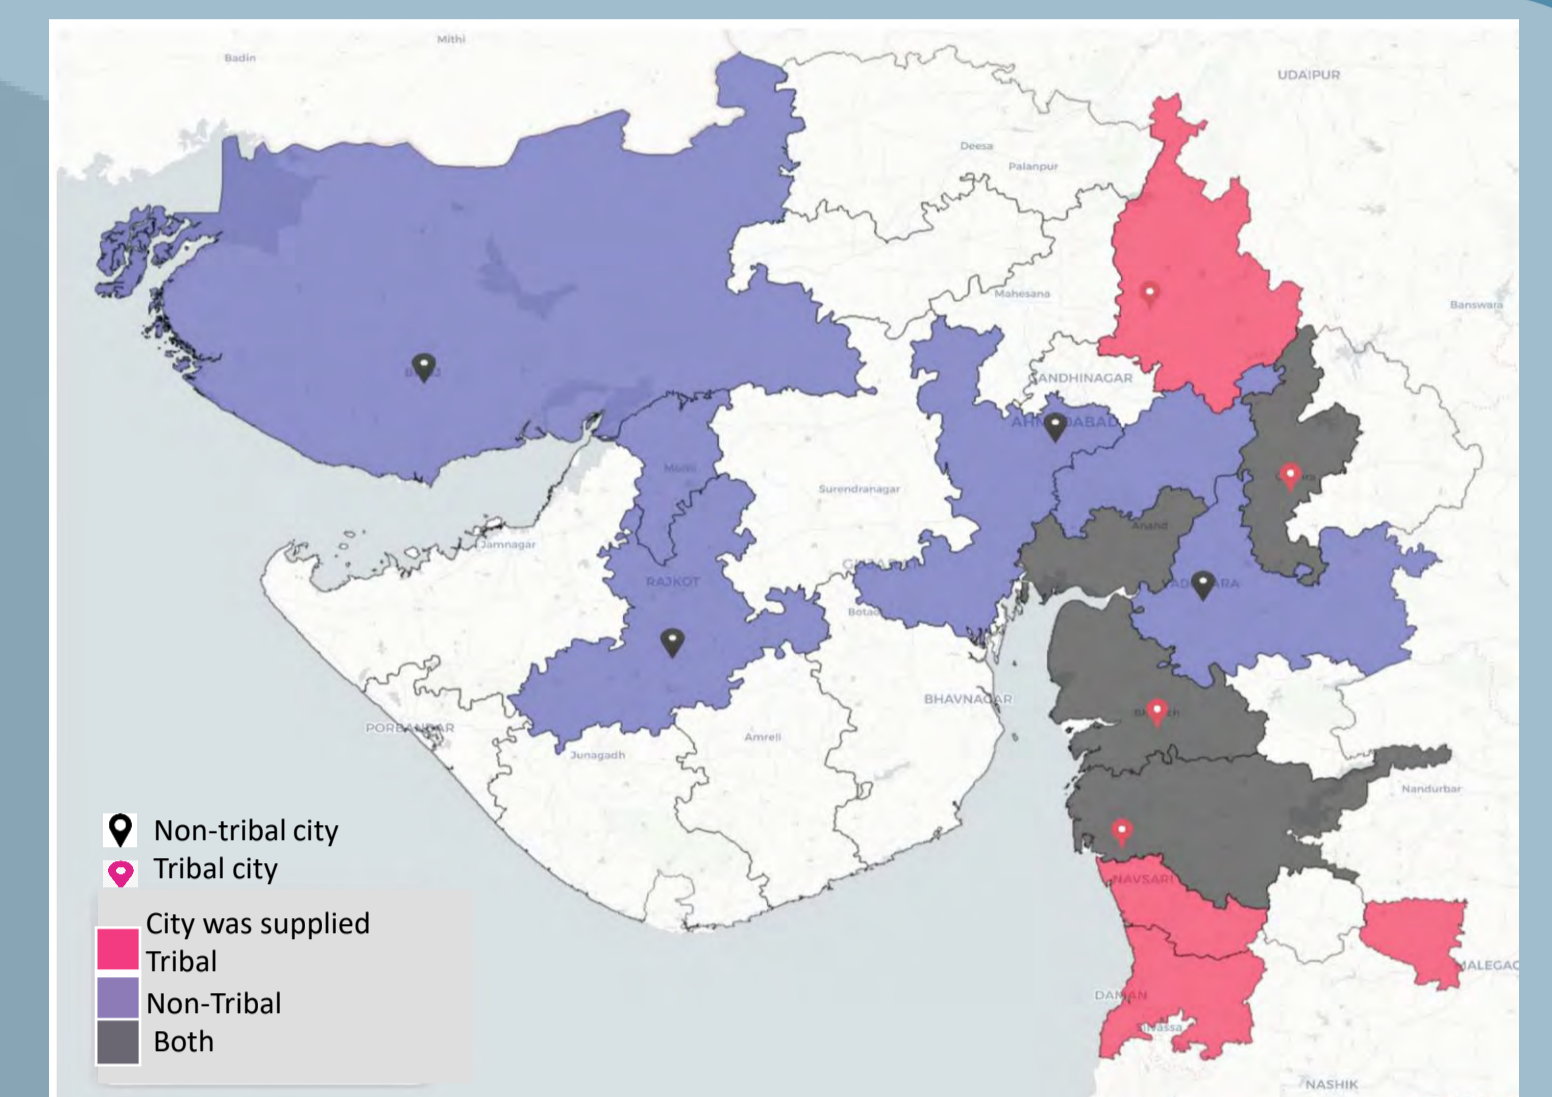 Mithi
Badin
UDAIPUR
Deesa
Palanpur
Mahesana
Banswara
GANDHINAGAR
Morbi
Surendranagar
Anand
Jamnagar
RAJKOT
Botad
BHAVNAGAR
PORBANDAR
Junagadh
Amreli
Nandurbar
NAVSARI
DAMAN
Silvassa
NASHIK
Non-tribal city
Tribal city
City was supplied
Tribal
Non-Tribal
Both